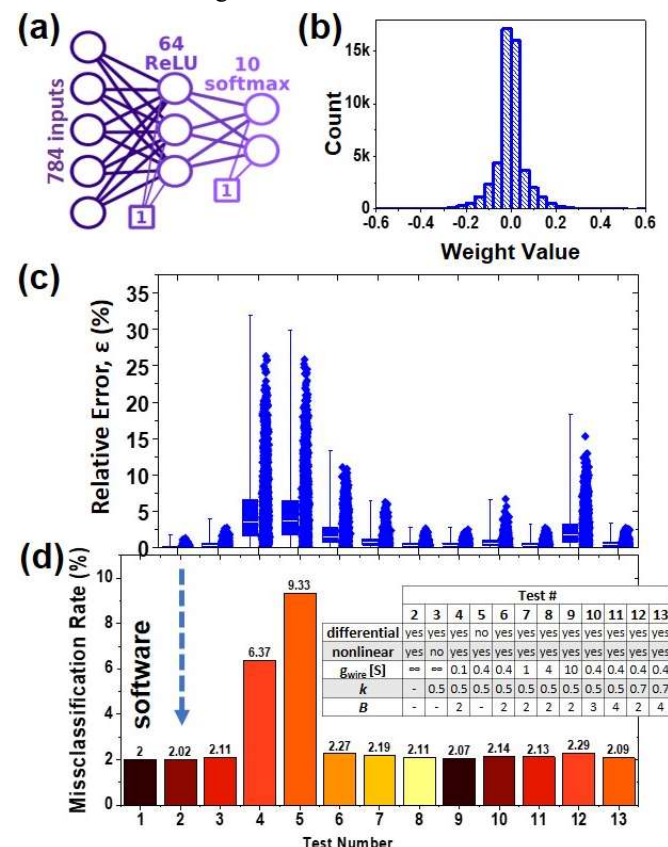 (a)
784 inputs
64
ReLU
10
softmax
1
1
(b)
Count
15k
10k
5k
0
-0.6 -0.4 -0.2 0.0 0.2 0.4 0.6
Weight Value
(c)
Relative Error, ε (%)
35
30
25
20
15
10
5
0
(d)
Missclassification Rate (%)
10
8
6
4
2
0
software
2
2.02
2.11
6.37
9.33
2.27
2.19
2.11
2.07
2.14
2.13
2.29
2.09
Test #
2 3 4 5 6 7 8 9 10 11 12 13
differential yes yes yes no yes yes yes yes yes yes yes yes
nonlinear yes no yes yes yes yes yes yes yes yes yes yes
gwire [S] ∞ ∞ 0.1 0.4 0.4 1 4 10 0.4 0.4 0.4 0.4
k - 0.5 0.5 0.5 0.5 0.5 0.5 0.5 0.5 0.5 0.7 0.7
B - - 2 - 2 2 2 2 3 4 2 4
1 2 3 4 5 6 7 8 9 10 11 12 13
Test Number